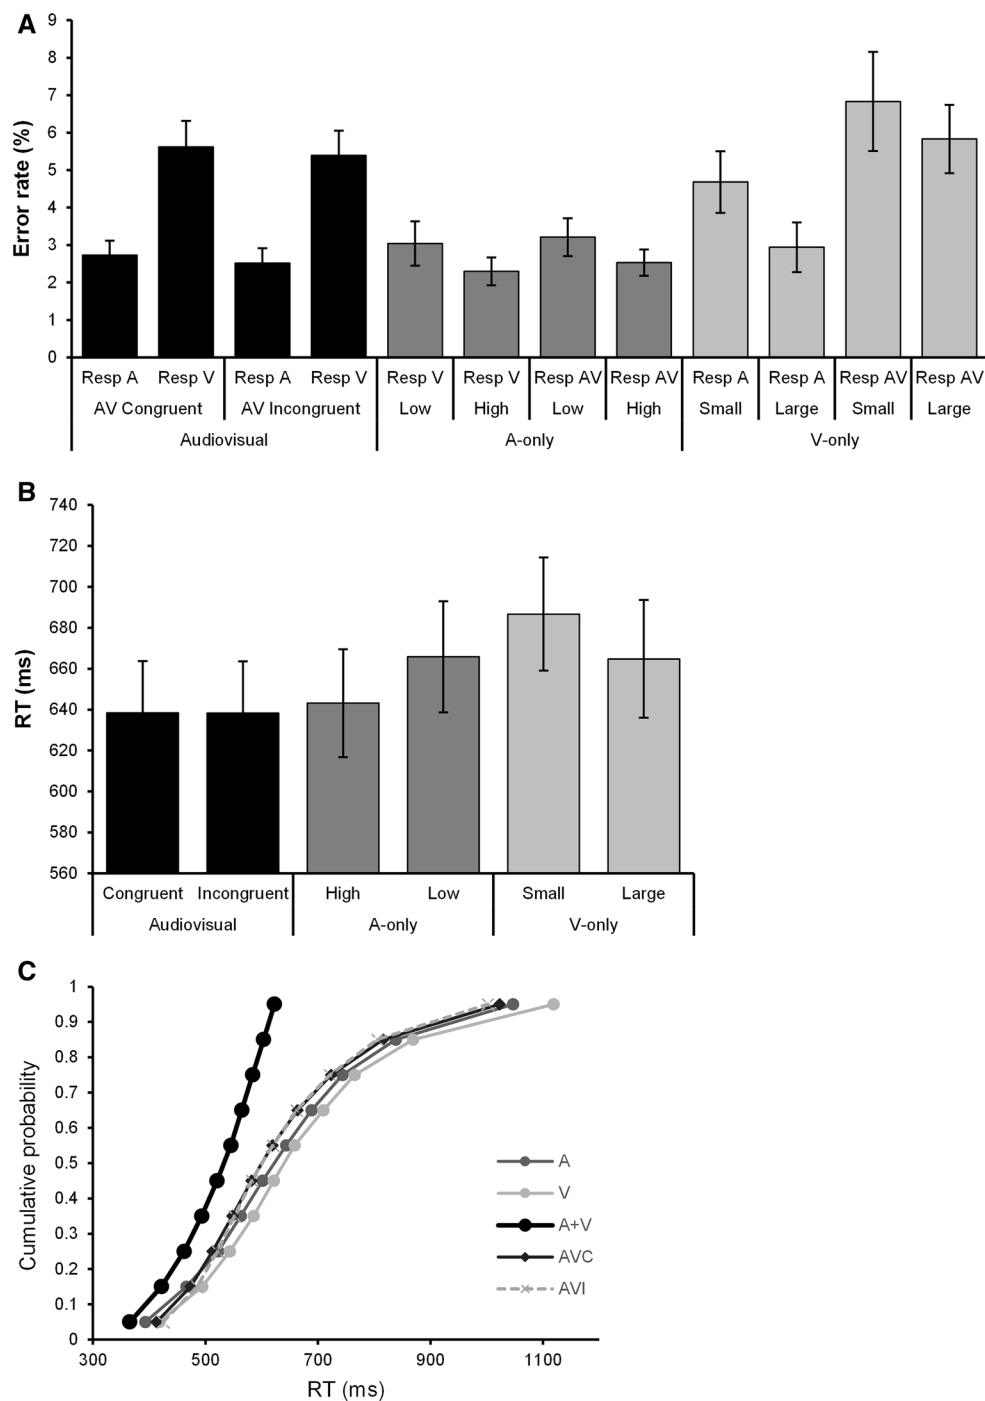 A
9
8
7
6
5
4
3
2
1
0
Error rate (%)
Resp A Resp V Resp A Resp V Resp V Resp V Resp AV Resp AV Resp A Resp A Resp AV Resp AV
AV Congruent AV Incongruent Low High Low High Small Large Small Large
Audiovisual A-only V-only
B
740
720
700
680
660
640
620
600
580
560
RT (ms)
Congruent Incongruent High Low Small Large
Audiovisual A-only V-only
C
1
0.9
0.8
0.7
0.6
0.5
0.4
0.3
0.2
0.1
0
Cumulative probability
A
V
A+V
AVC
AVI
300 500 700 900 1100
RT (ms)